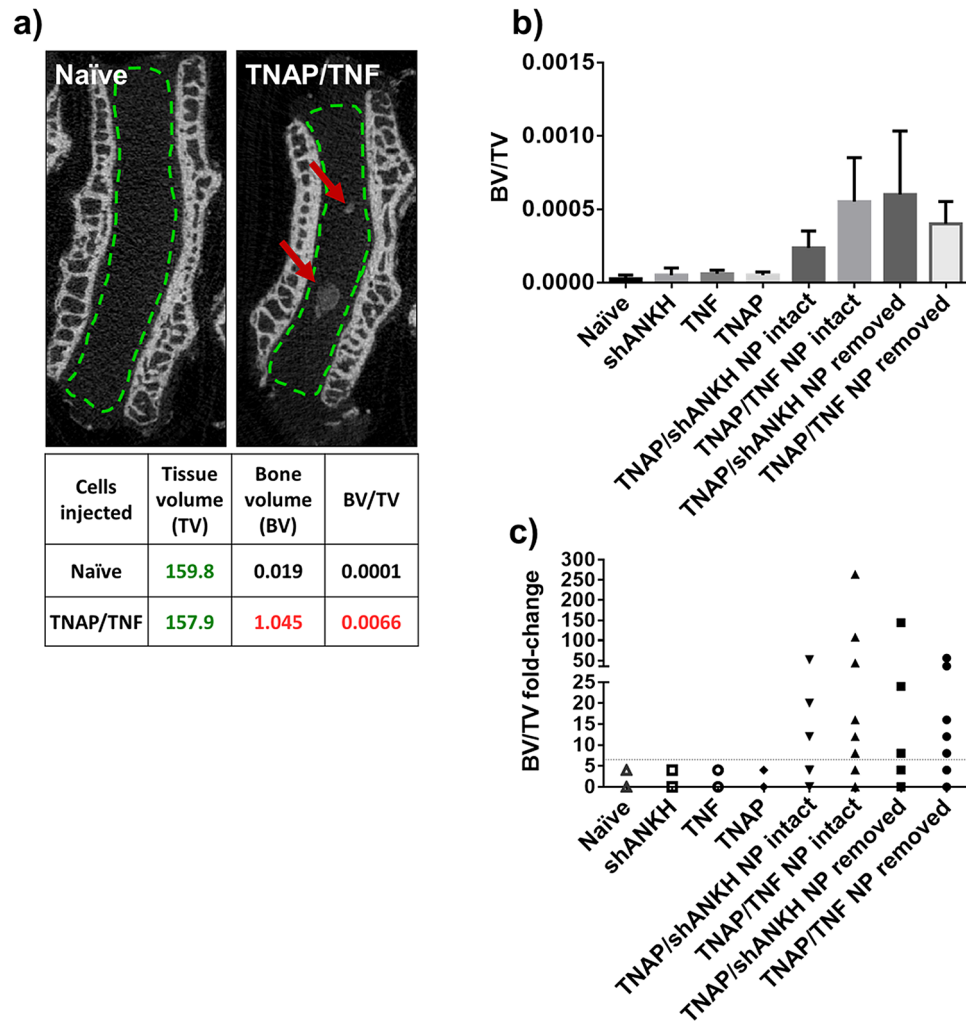 a)
Naïve
TNAP/TNF
Cells injected
Tissue volume (TV)
Bone volume (BV)
BV/TV
Naïve
159.8
0.019
0.0001
TNAP/TNF
157.9
1.045
0.0066
b)
BV/TV
0.0015
0.0010
0.0005
0.0000
Naïve
shANKH
TNF
TNAP
TNAP/shANKH NP intact
TNAP/TNF NP intact
TNAP/shANKH NP removed
TNAP/TNF NP removed
c)
BV/TV fold-change
300
250
200
150
100
50
25
20
15
10
5
0
Naïve
shANKH
TNF
TNAP
TNAP/shANKH NP intact
TNAP/TNF NP intact
TNAP/shANKH NP removed
TNAP/TNF NP removed